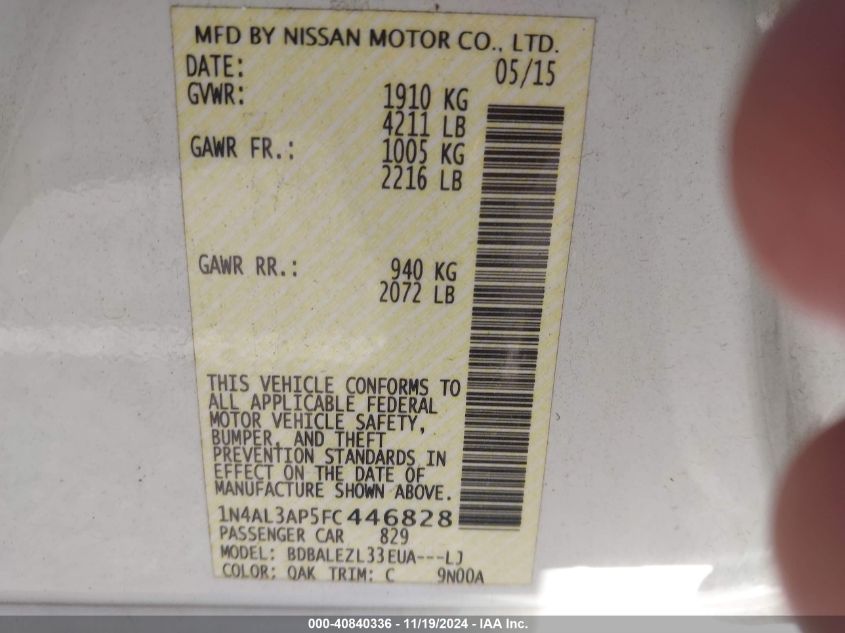 MFD BY NISSAN MOTOR CO., LTD.
DATE: 05/15
GVWR: 1910 KG
4211 LB
GAWR FR.: 1005 KG
2216 LB
GAWR RR.: 940 KG
2072 LB
THIS VEHICLE CONFORMS TO
ALL APPLICABLE FEDERAL
MOTOR VEHICLE SAFETY,
BUMPER, AND THEFT
PREVENTION STANDARDS IN
EFFECT ON THE DATE OF
MANUFACTURE SHOWN ABOVE.
1N4AL3AP5FC446828
PASSENGER CAR 829
MODEL: BDBALEZL33EUA---LJ
COLOR: QAK TRIM: C 9N00A
000-40840336 - 11/19/2024 - IAA Inc.